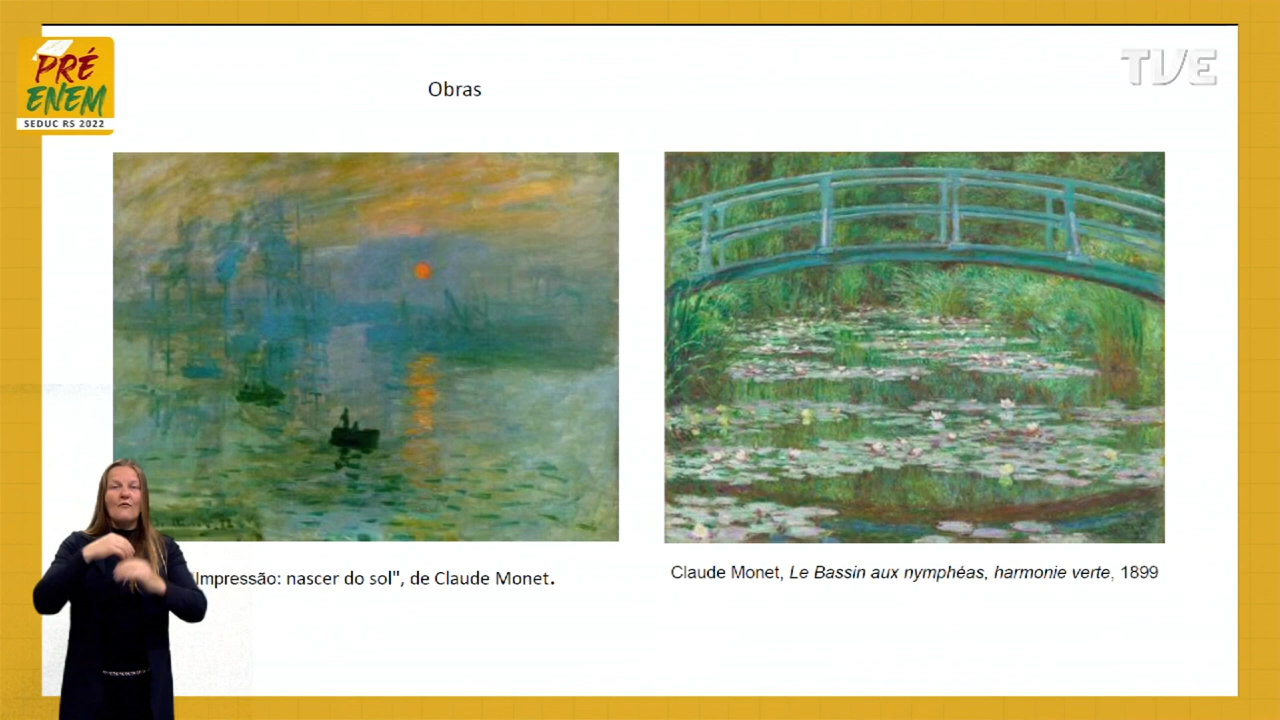 PRÉ
ENEM
SEDUC RS 2022
TVE
Obras
Impressão: nascer do sol", de Claude Monet.
Claude Monet, Le Bassin aux nymphéas, harmonie verte, 1899